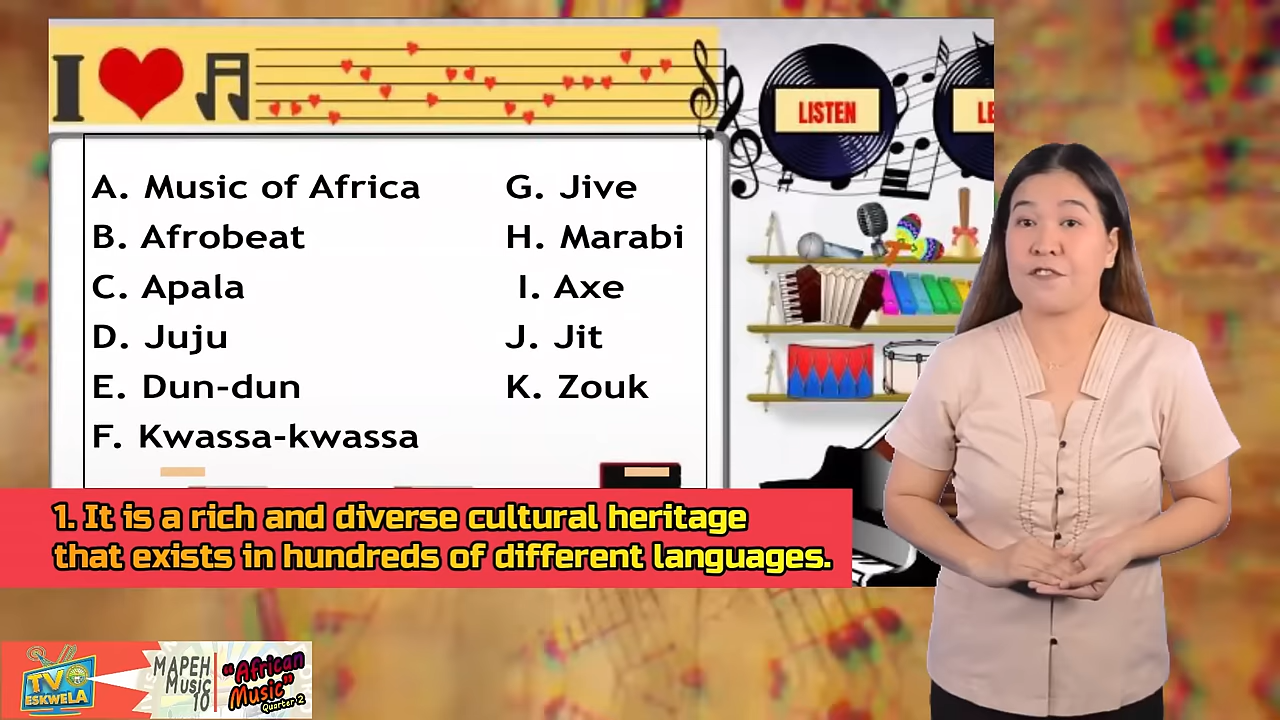 I
LISTEN
LE
A. Music of Africa
B. Afrobeat
C. Apala
D. Juju
E. Dun-dun
F. Kwassa-kwassa
G. Jive
H. Marabi
I. Axe
J. Jit
K. Zouk
1. It is a rich and diverse cultural heritage
that exists in hundreds of different languages.
TV
ESKWELA
MAPEH
Music
10
"African
Music"
Quarter 2